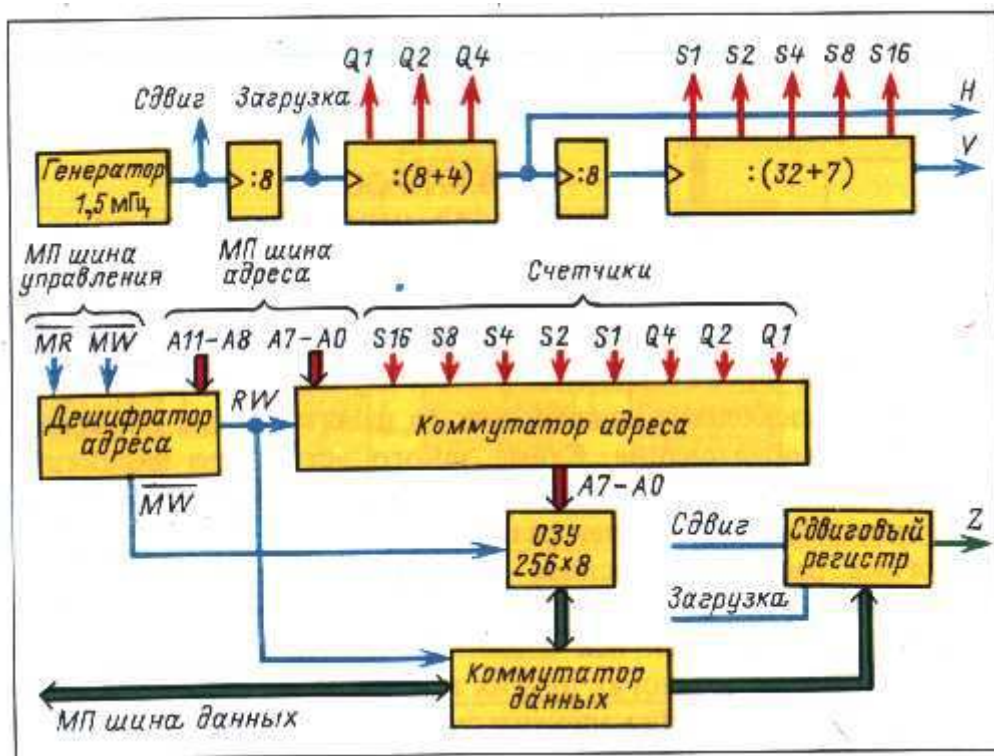 Q1 Q2 Q4 S1 S2 S4 S8 S16
Сдвиг Загрузка H
Генератор 1,5 мГц
:8
:(8+4)
:8
:(32+7)
V
МП шина управления
МП шина адреса
Счетчики
MR MW A11-A8 A7-A0 S16 S8 S4 S2 S1 Q4 Q2 Q1
Дешифратор адреса
RW
Коммутатор адреса
MW
A7-A0
ОЗУ
256×8
Сдвиг
Сдвиговый регистр
Z
Загрузка
Коммутатор данных
МП шина данных